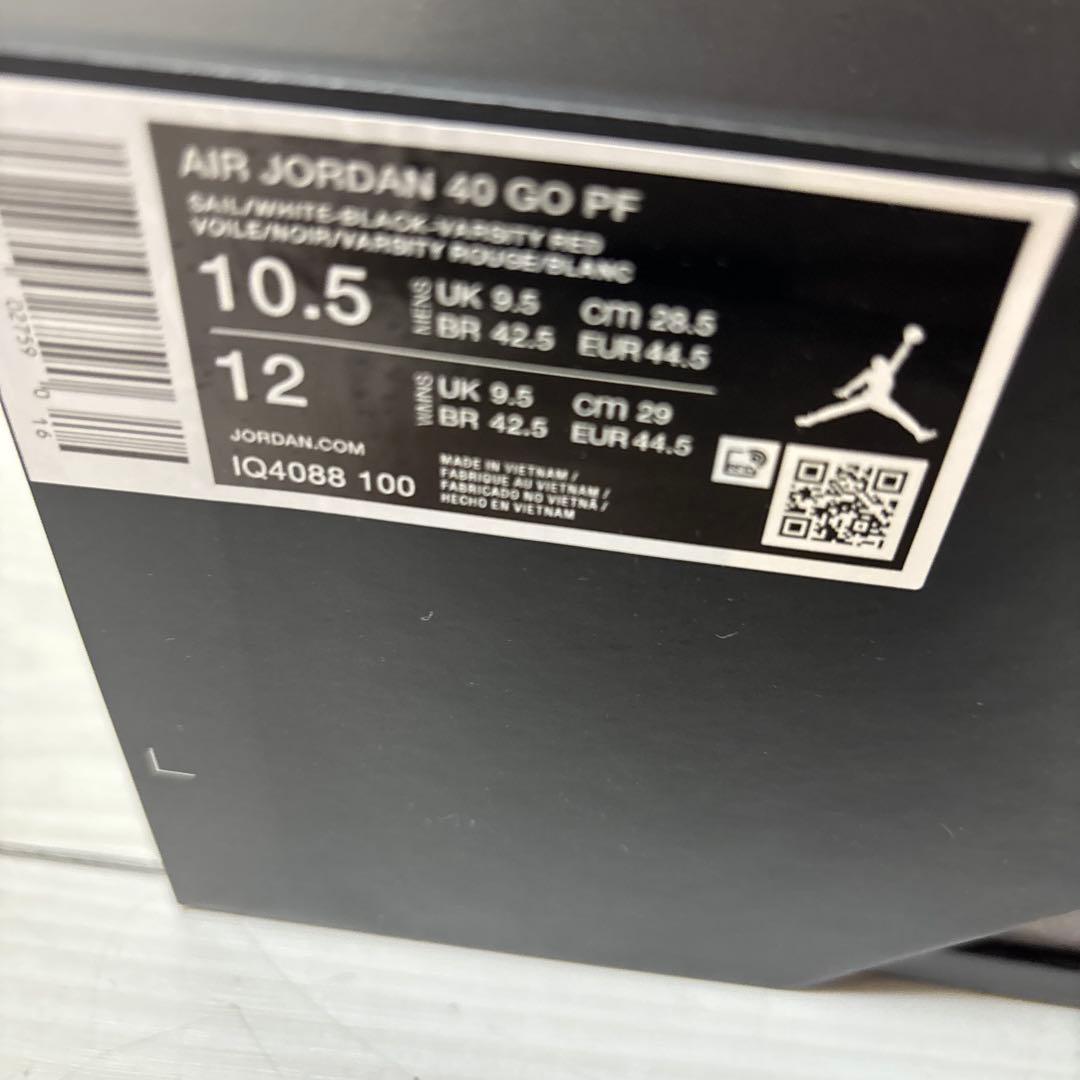 AIR JORDAN 40 GO PF
SAIL/WHITE-BLACK-VARSITY RED
VOILE/NOIR/VARSITY ROUGE/BLANC
10.5 MENS UK 9.5 cm 28.5
BR 42.5 EUR 44.5
12 WMNS UK 9.5 cm 29
BR 42.5 EUR 44.5
JORDAN.COM
IQ4088 100
MADE IN VIETNAM /
FABRIQUE AU VIETNAM /
FABRICADO NO VIETNÃ /
HECHO EN VIETNAM
02759 0 16